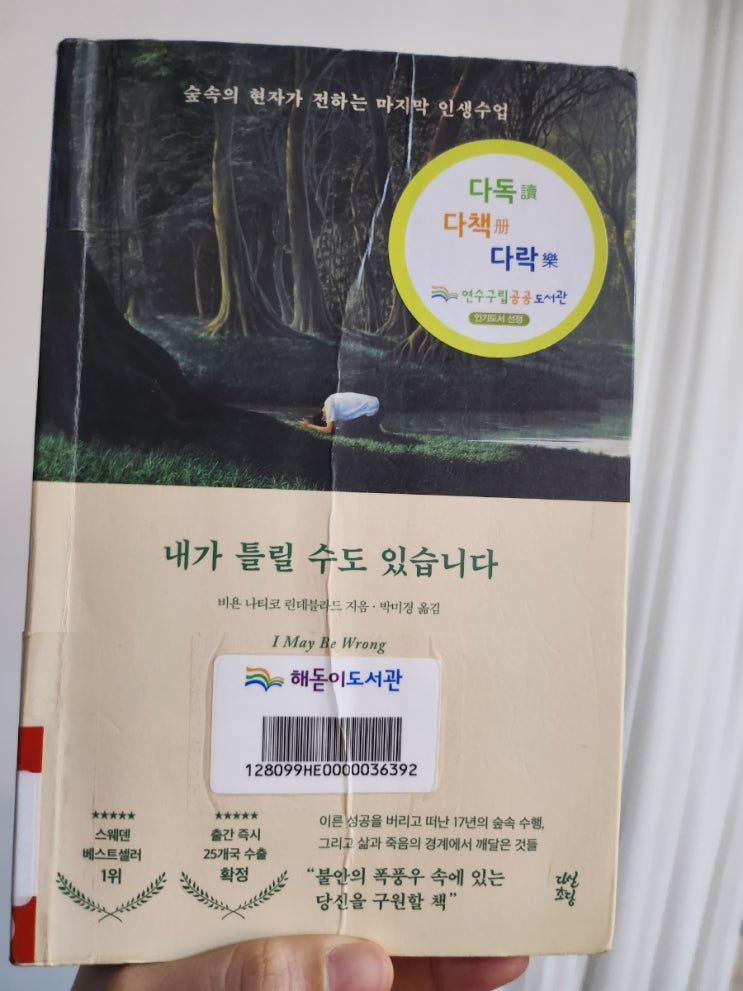 숲속의 현자가 전하는 마지막 인생수업
다독 讀
다책 册
다락 樂
연수구립공공도서관
인기도서 선정
내가 틀릴 수도 있습니다
비욘 나티코 린데블라드 지음 · 박미경 옮김
I May Be Wrong
해돋이도서관
128099HE0000036392
★★★★★
스웨덴
베스트셀러
1위
★★★★★
출간 즉시
25개국 수출
확정
이른 성공을 버리고 떠난 17년의 숲속 수행,
그리고 삶과 죽음의 경계에서 깨달은 것들
“불안의 폭풍우 속에 있는
당신을 구원할 책”
다산
초당